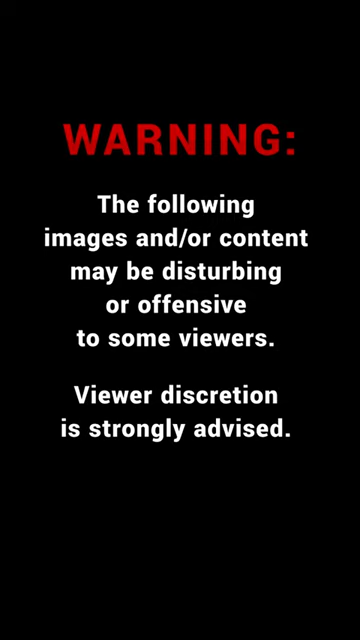 WARNING:
The following
images and/or content
may be disturbing
or offensive
to some viewers.
Viewer discretion
is strongly advised.